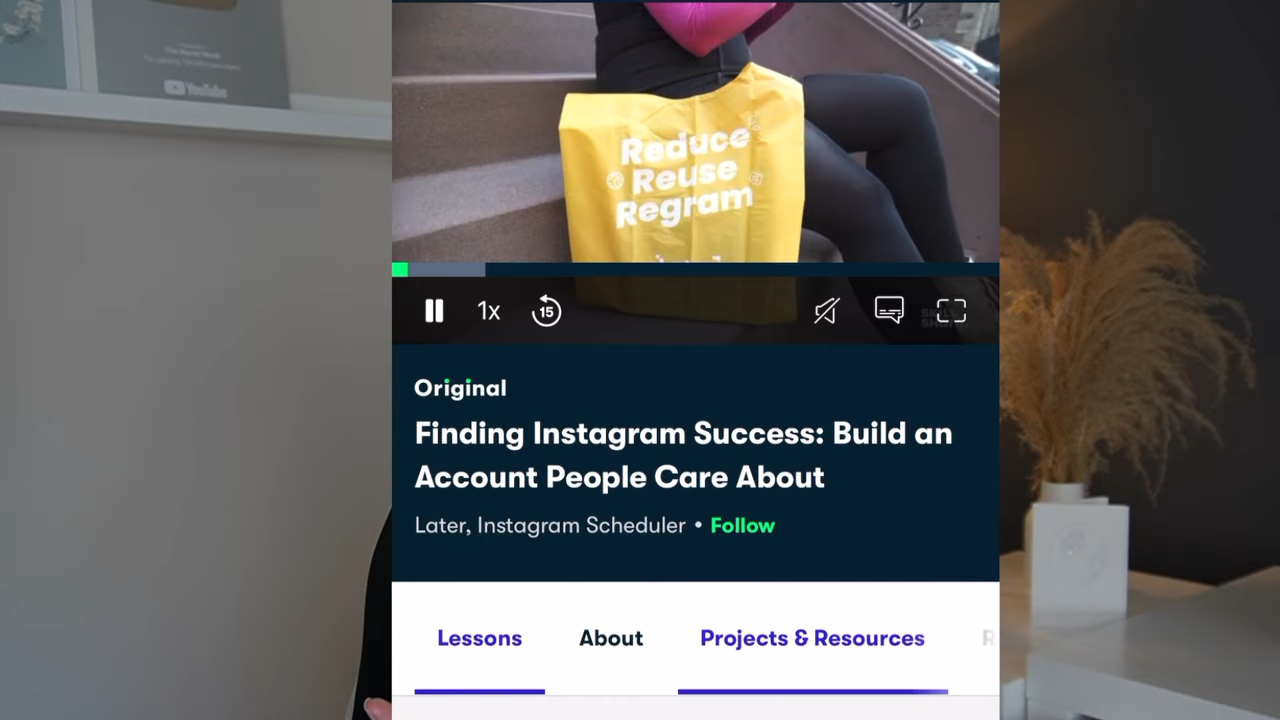 YouTube
Reduce
Reuse
Regram
1x
15
Original
Finding Instagram Success: Build an
Account People Care About
Later, Instagram Scheduler • Follow
Lessons
About
Projects & Resources